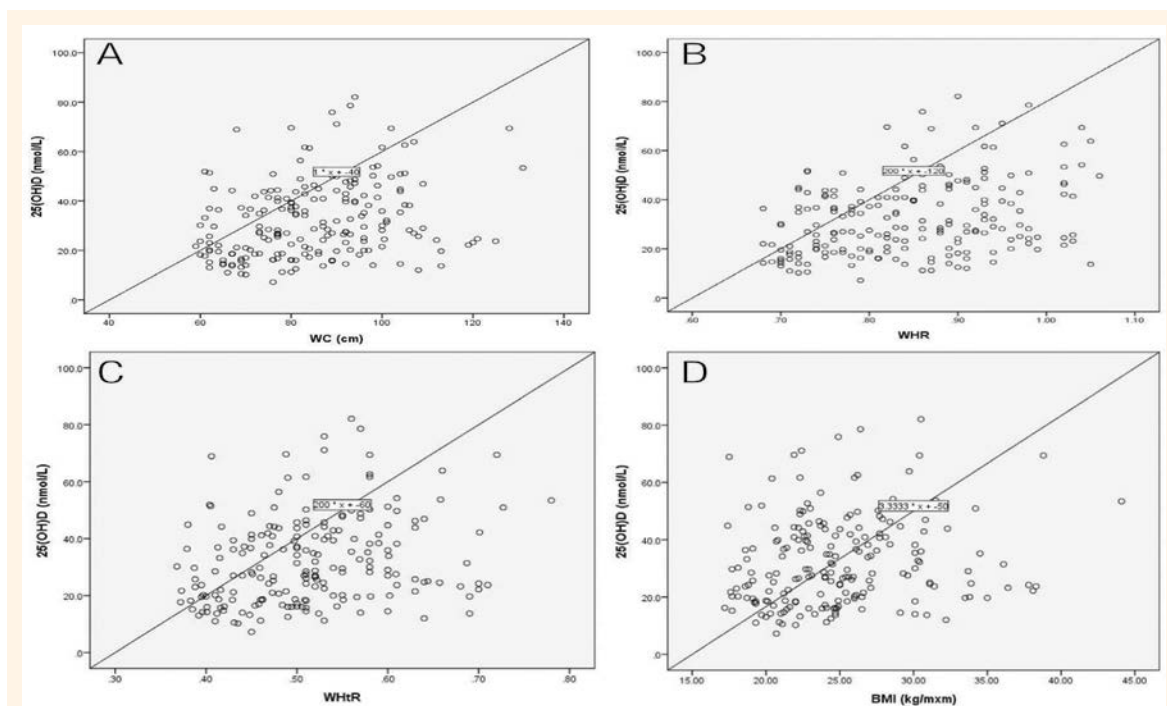 A
25(OH)D (nmol/L)
100.0
80.0
60.0
40.0
20.0
.0
1 * x + -40
40 60 80 100 120 140
WC (cm)
B
25(OH)D (nmol/L)
100.0
80.0
60.0
40.0
20.0
.0
200 * x + -120
.60 .70 .80 .90 1.00 1.10
WHR
C
25(OH)D (nmol/L)
100.0
80.0
60.0
40.0
20.0
.0
200 * x + -60
.30 .40 .50 .60 .70 .80
WHtR
D
25(OH)D (nmol/L)
100.0
80.0
60.0
40.0
20.0
.0
3.3333 * x + -50
15.00 20.00 25.00 30.00 35.00 40.00 45.00
BMI (kg/mxm)